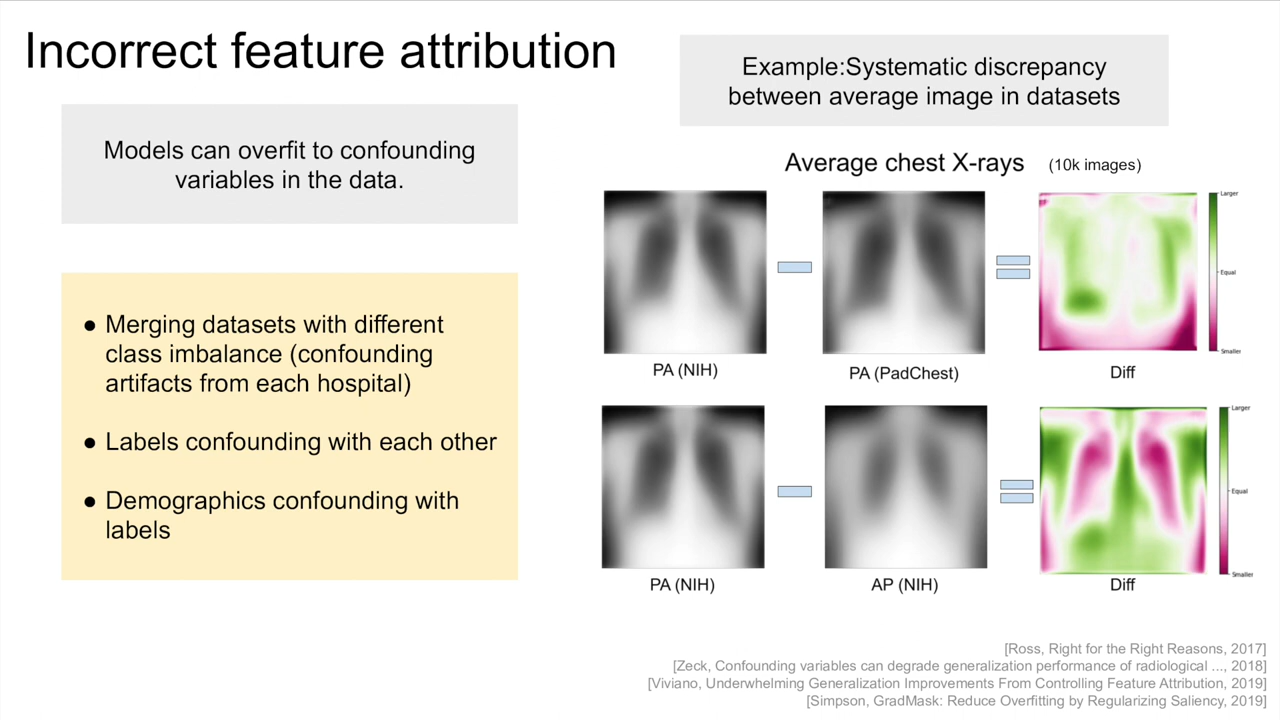 Incorrect feature attribution
Models can overfit to confounding
variables in the data.
● Merging datasets with different
class imbalance (confounding
artifacts from each hospital)
● Labels confounding with each other
● Demographics confounding with
labels
Example:Systematic discrepancy
between average image in datasets
Average chest X-rays (10k images)
Larger
Equal
Smaller
PA (NIH)
PA (PadChest)
Diff
Larger
Equal
Smaller
PA (NIH)
AP (NIH)
Diff
[Ross, Right for the Right Reasons, 2017]
[Zeck, Confounding variables can degrade generalization performance of radiological ..., 2018]
[Viviano, Underwhelming Generalization Improvements From Controlling Feature Attribution, 2019]
[Simpson, GradMask: Reduce Overfitting by Regularizing Saliency, 2019]